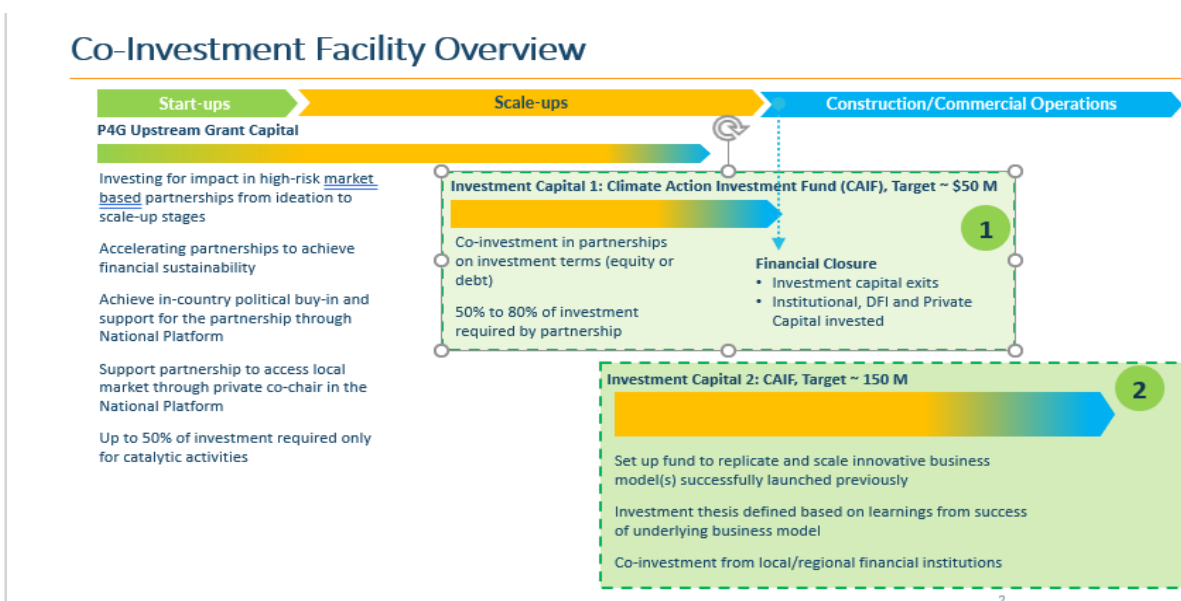 Co-Investment Facility Overview
Start-ups
Scale-ups
Construction/Commercial Operations
P4G Upstream Grant Capital
Investing for impact in high-risk market
based partnerships from ideation to
scale-up stages
Accelerating partnerships to achieve
financial sustainability
Achieve in-country political buy-in and
support for the partnership through
National Platform
Support partnership to access local
market through private co-chair in the
National Platform
Up to 50% of investment required only
for catalytic activities
Investment Capital 1: Climate Action Investment Fund (CAIF), Target ~ $50 M
1
Co-investment in partnerships
on investment terms (equity or
debt)
50% to 80% of investment
required by partnership
Financial Closure
• Investment capital exits
• Institutional, DFI and Private
Capital invested
Investment Capital 2: CAIF, Target ~ 150 M
2
Set up fund to replicate and scale innovative business
model(s) successfully launched previously
Investment thesis defined based on learnings from success
of underlying business model
Co-investment from local/regional financial institutions